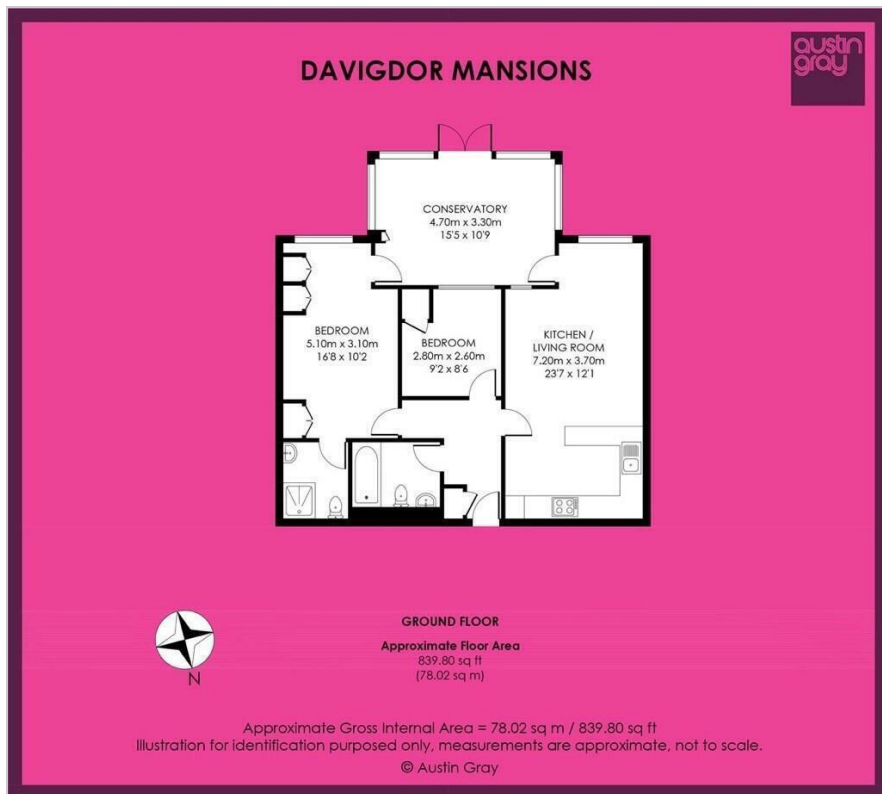 austin
gray
DAVIGDOR MANSIONS
CONSERVATORY
4.70m x 3.30m
15'5 x 10'9
BEDROOM
5.10m x 3.10m
16'8 x 10'2
BEDROOM
2.80m x 2.60m
9'2 x 8'6
KITCHEN /
LIVING ROOM
7.20m x 3.70m
23'7 x 12'1
N
GROUND FLOOR
Approximate Floor Area
839.80 sq ft
(78.02 sq m)
Approximate Gross Internal Area = 78.02 sq m / 839.80 sq ft
Illustration for identification purposed only, measurements are approximate, not to scale.
© Austin Gray